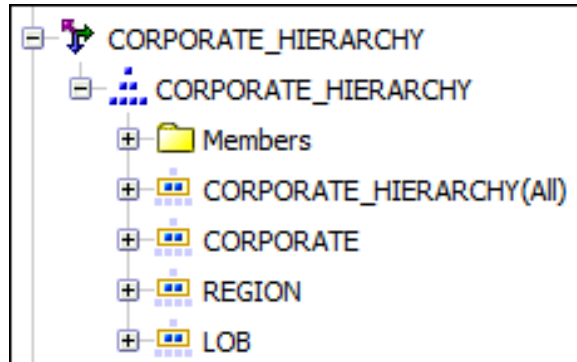 CORPORATE_HIERARCHY
CORPORATE_HIERARCHY
Members
CORPORATE_HIERARCHY(All)
CORPORATE
REGION
LOB